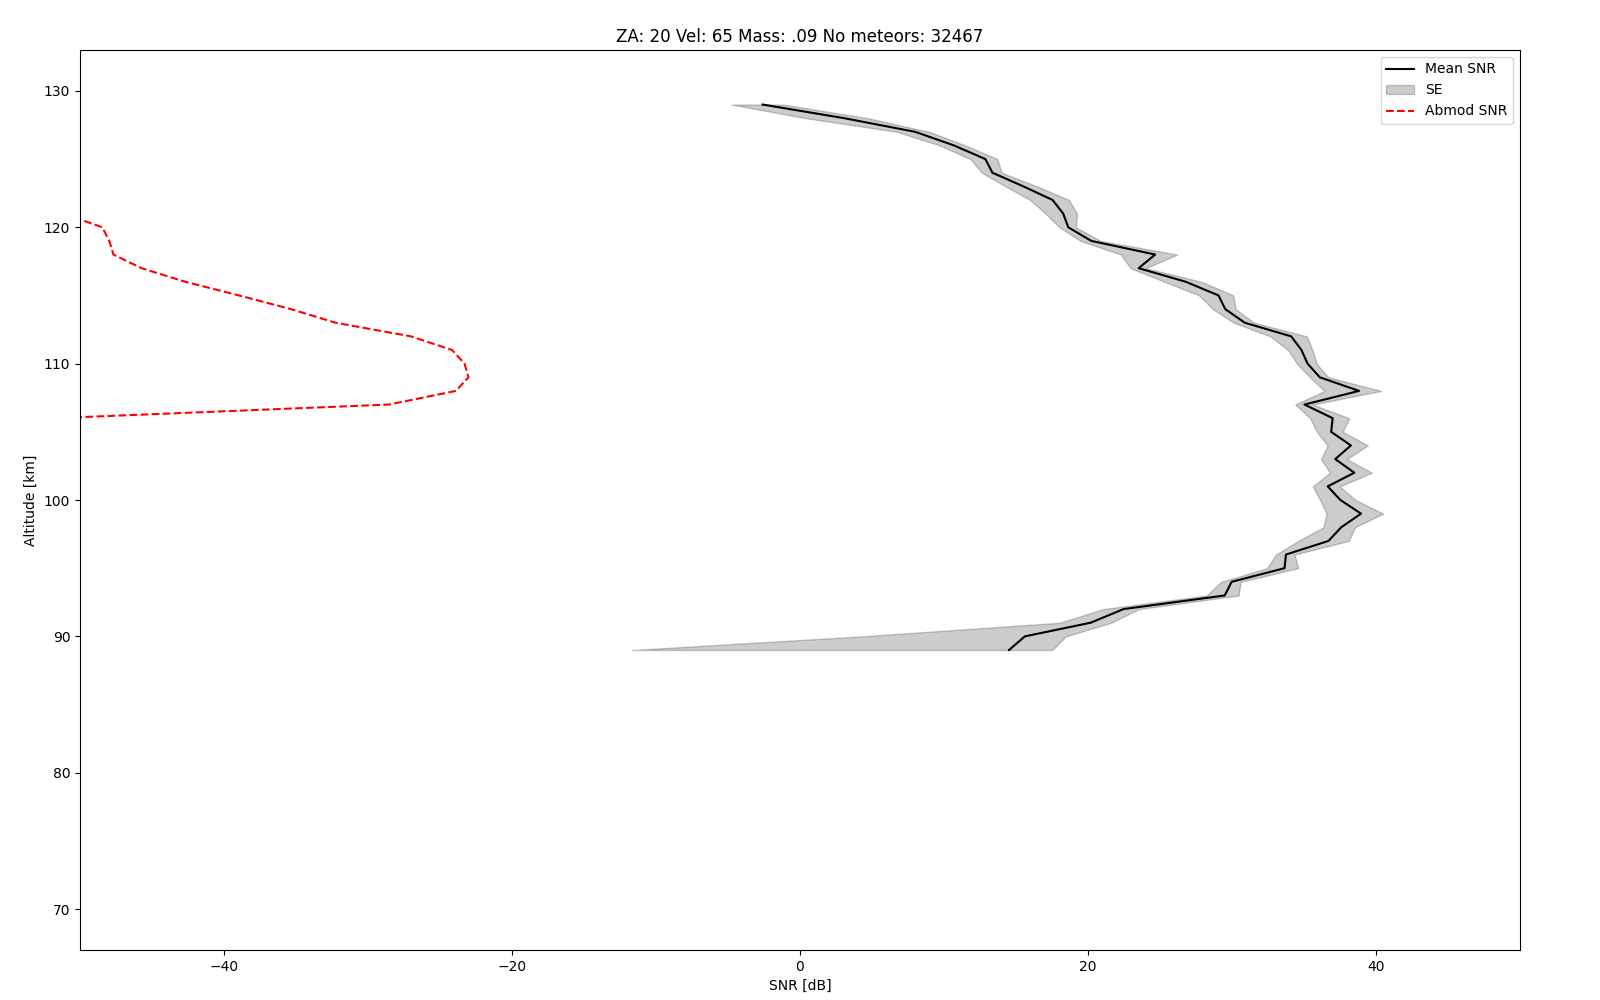 ZA: 20 Vel: 65 Mass: .09 No meteors: 32467
Mean SNR
SE
Abmod SNR
130
120
110
100
90
80
70
Altitude [km]
−40
−20
0
20
40
SNR [dB]